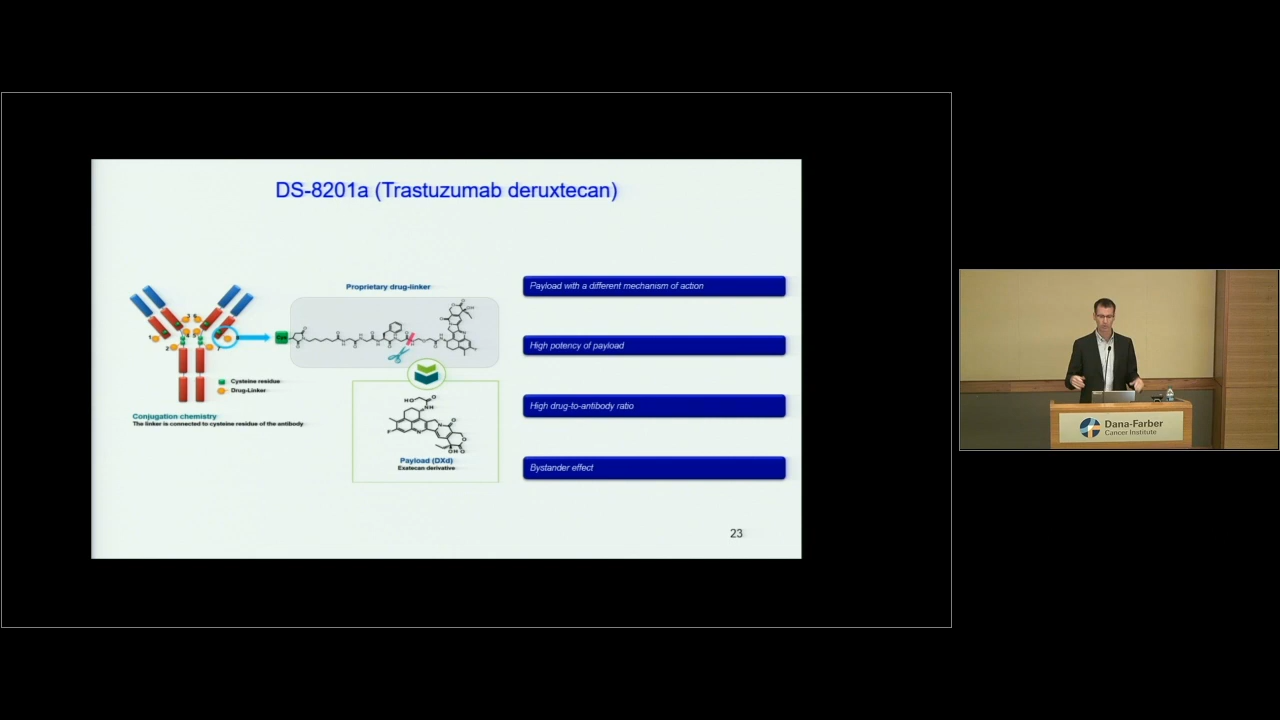 DS-8201a (Trastuzumab deruxtecan)
Proprietary drug-linker
Payload with a different mechanism of action
High potency of payload
High drug-to-antibody ratio
Bystander effect
Cysteine residue
Drug-Linker
Conjugation chemistry
The linker is connected to cysteine residue of the antibody
Payload (DXd)
Exatecan derivative
23
Dana-Farber
Cancer Institute